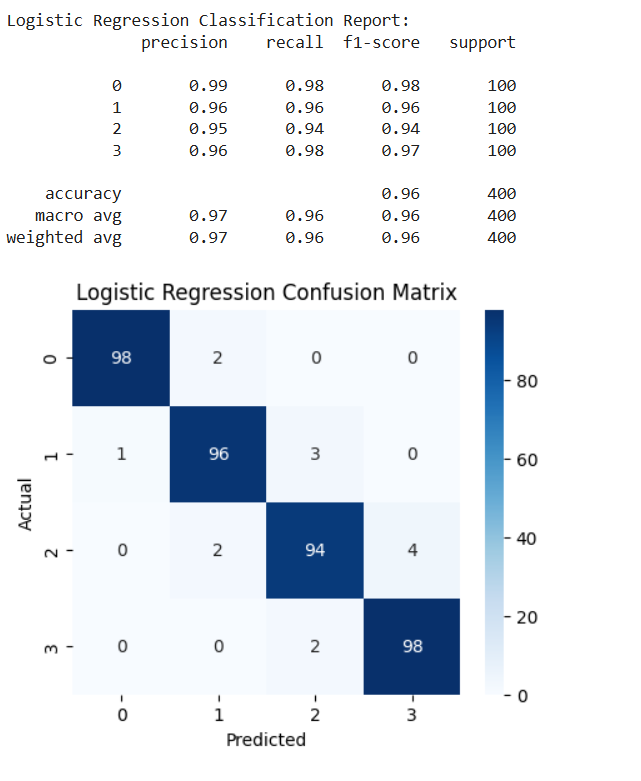 Logistic Regression Classification Report:
precision recall f1-score support
0 0.99 0.98 0.98 100
1 0.96 0.96 0.96 100
2 0.95 0.94 0.94 100
3 0.96 0.98 0.97 100
accuracy 0.96 400
macro avg 0.97 0.96 0.96 400
weighted avg 0.97 0.96 0.96 400
Logistic Regression Confusion Matrix
0 98 2 0 0
80
1 1 96 3 0
60
Actual
40
2 0 2 94 4
20
3 0 0 2 98
0
0 1 2 3
Predicted